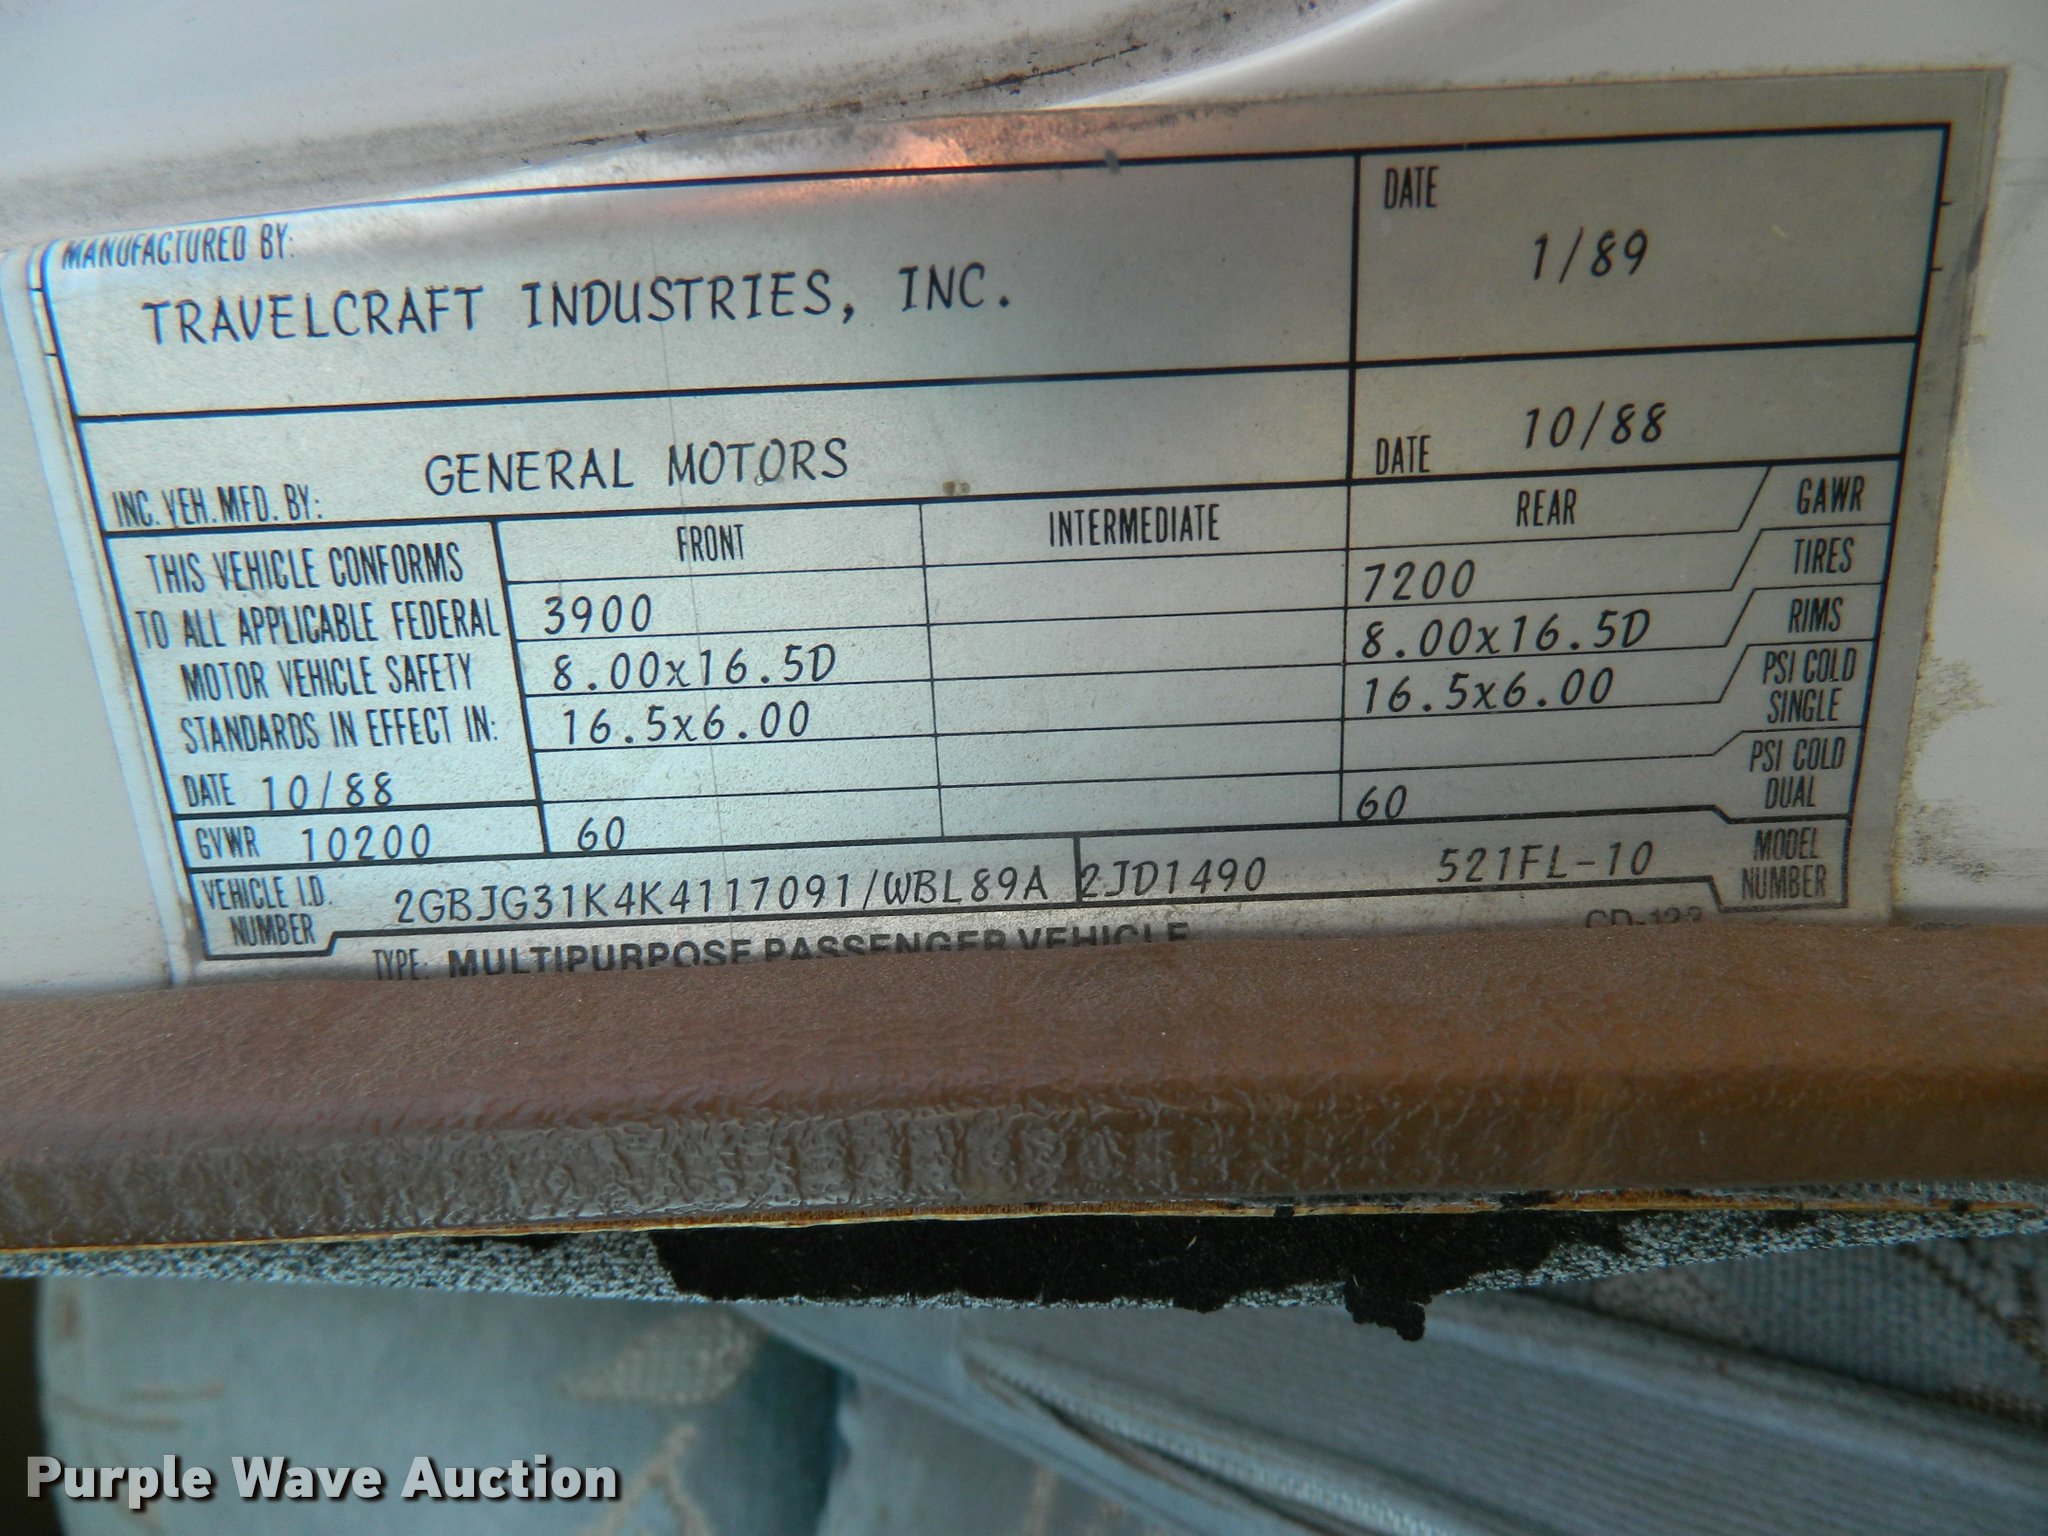 MANUFACTURED BY:
TRAVELCRAFT INDUSTRIES, INC.
DATE
1/89
INC. VEH. MFD. BY:
GENERAL MOTORS
DATE
10/88
THIS VEHICLE CONFORMS
TO ALL APPLICABLE FEDERAL
MOTOR VEHICLE SAFETY
STANDARDS IN EFFECT IN:
DATE 10/88
GVWR 10200
FRONT INTERMEDIATE REAR GAWR
3900 7200 TIRES
8.00x16.5D 8.00x16.5D RIMS
16.5x6.00 16.5x6.00 PSI COLD
SINGLE
PSI COLD
DUAL
60 60
VEHICLE I.D.
NUMBER
2GBJG31K4K4117091/WBL89A 2JD1490 521FL-10
MODEL
NUMBER
TYPE: MULTIPURPOSE PASSENGER VEHICLE
Purple Wave Auction